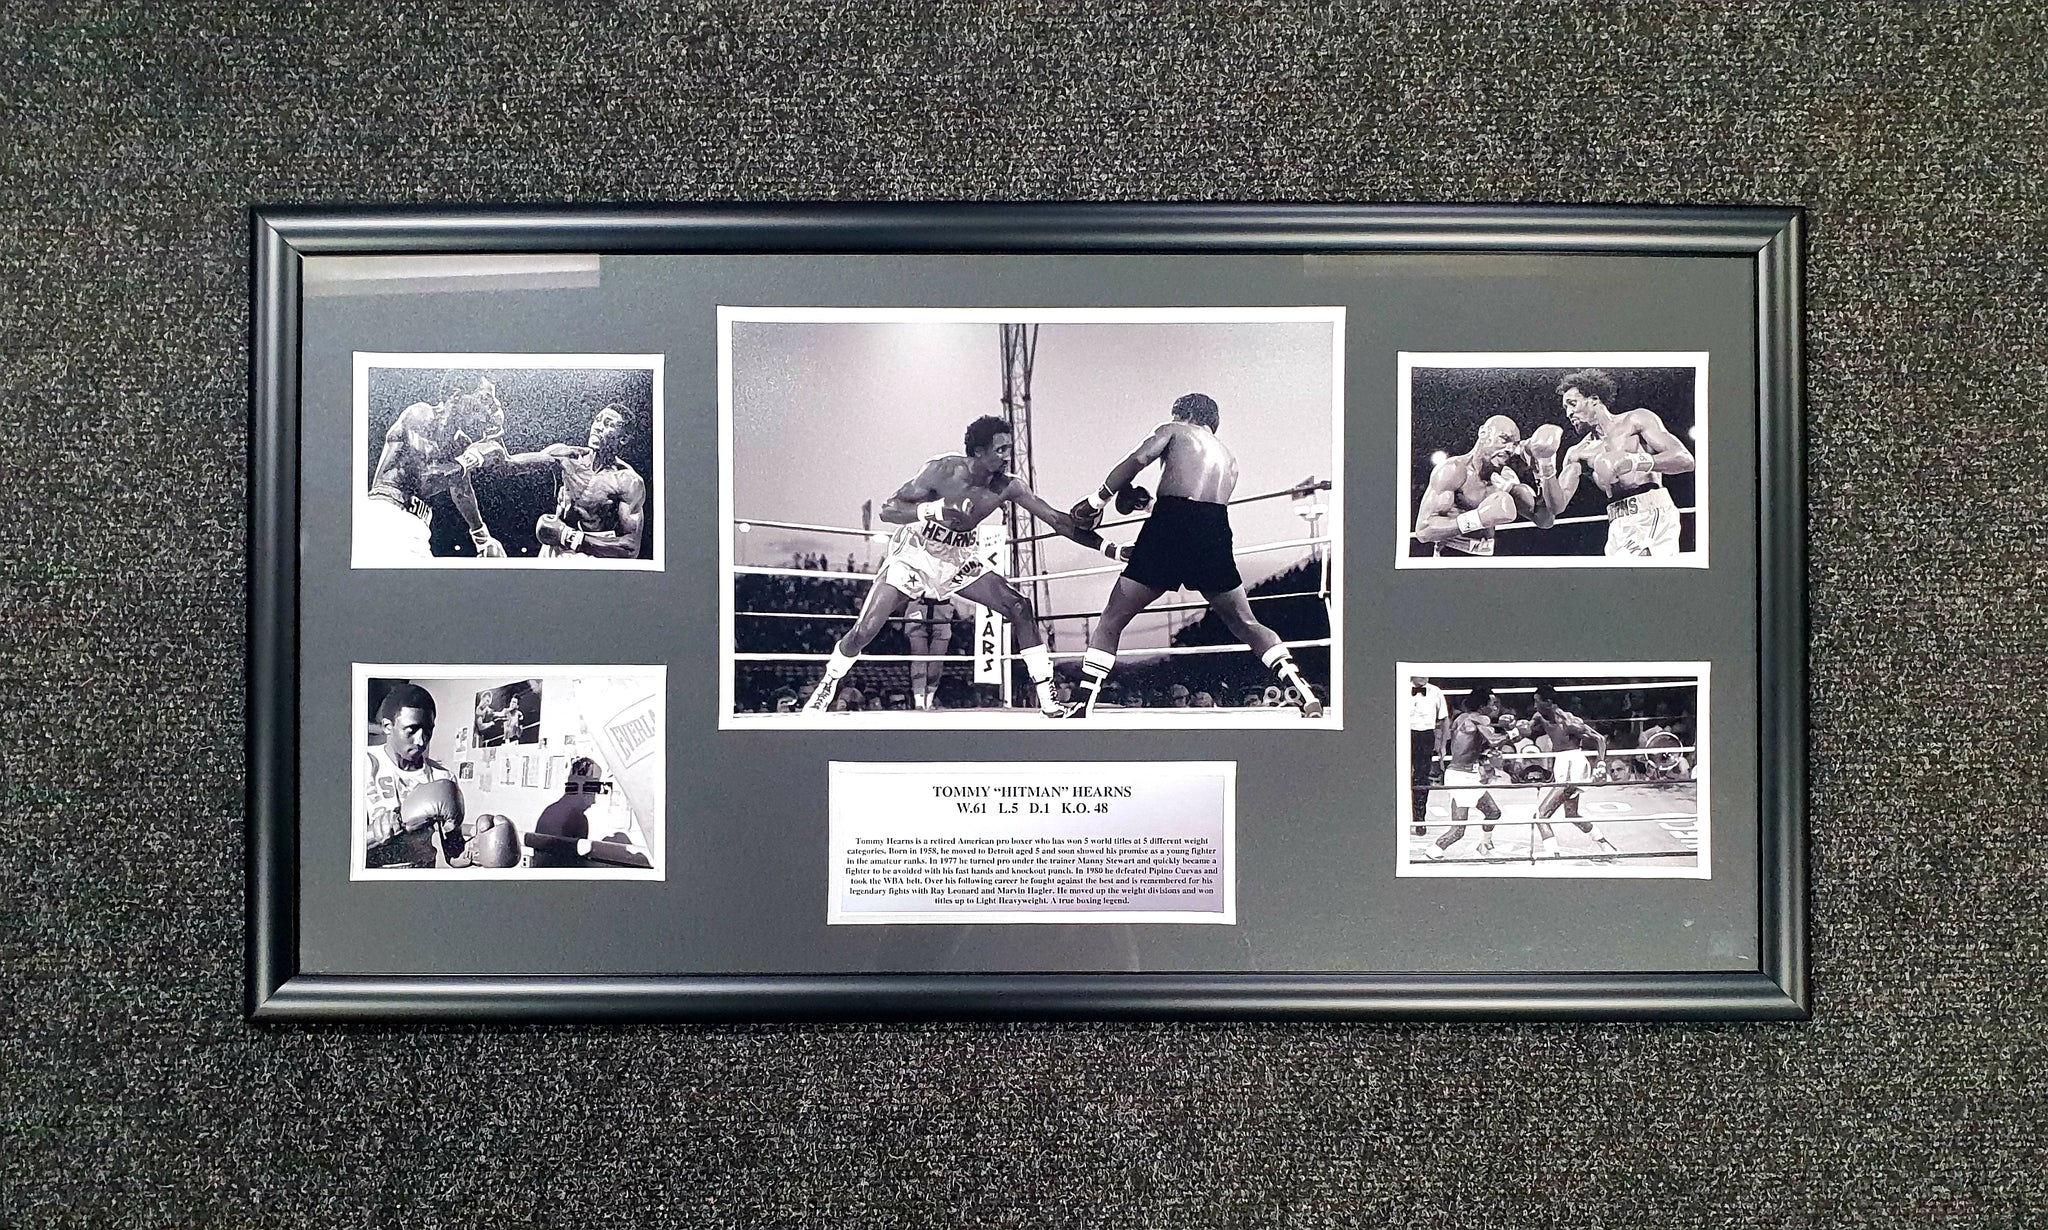 TOMMY “HITMAN” HEARNS
W.61 L.5 D.1 K.O. 48
Tommy Hearns is a retired American pro boxer who has won 5 world titles at 5 different weight
categories. Born in 1958, he moved to Detroit aged 5 and soon showed his promise as a young fighter
in the amatuer ranks. In 1977 he turned pro under the trainer Manny Stewart and quickly became a
fighter to be avoided with his fast hands and knockout punch. In 1980 he defeated Pipino Cuevas and
took the WBA belt. Over his following career he fought against the best and is remembered for his
legendary fights with Ray Leonard and Marvin Hagler. He moved up the weight divisions and won
titles up to Light Heavyweight. A true boxing legend.
HEARNS
EVERLA